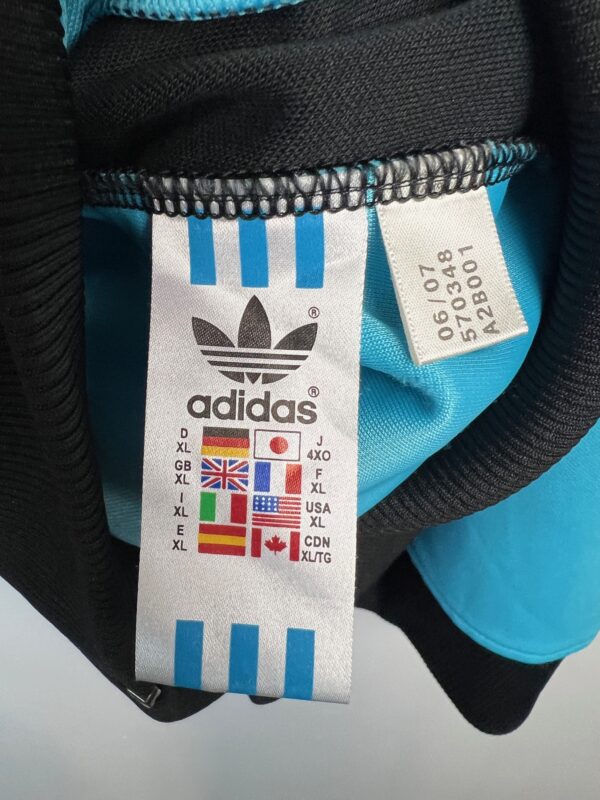 ®
adidas®
D XL J 4XO
GB XL F XL
I XL USA XL
E XL CDN XL/TG
06/07
570348
A2B001